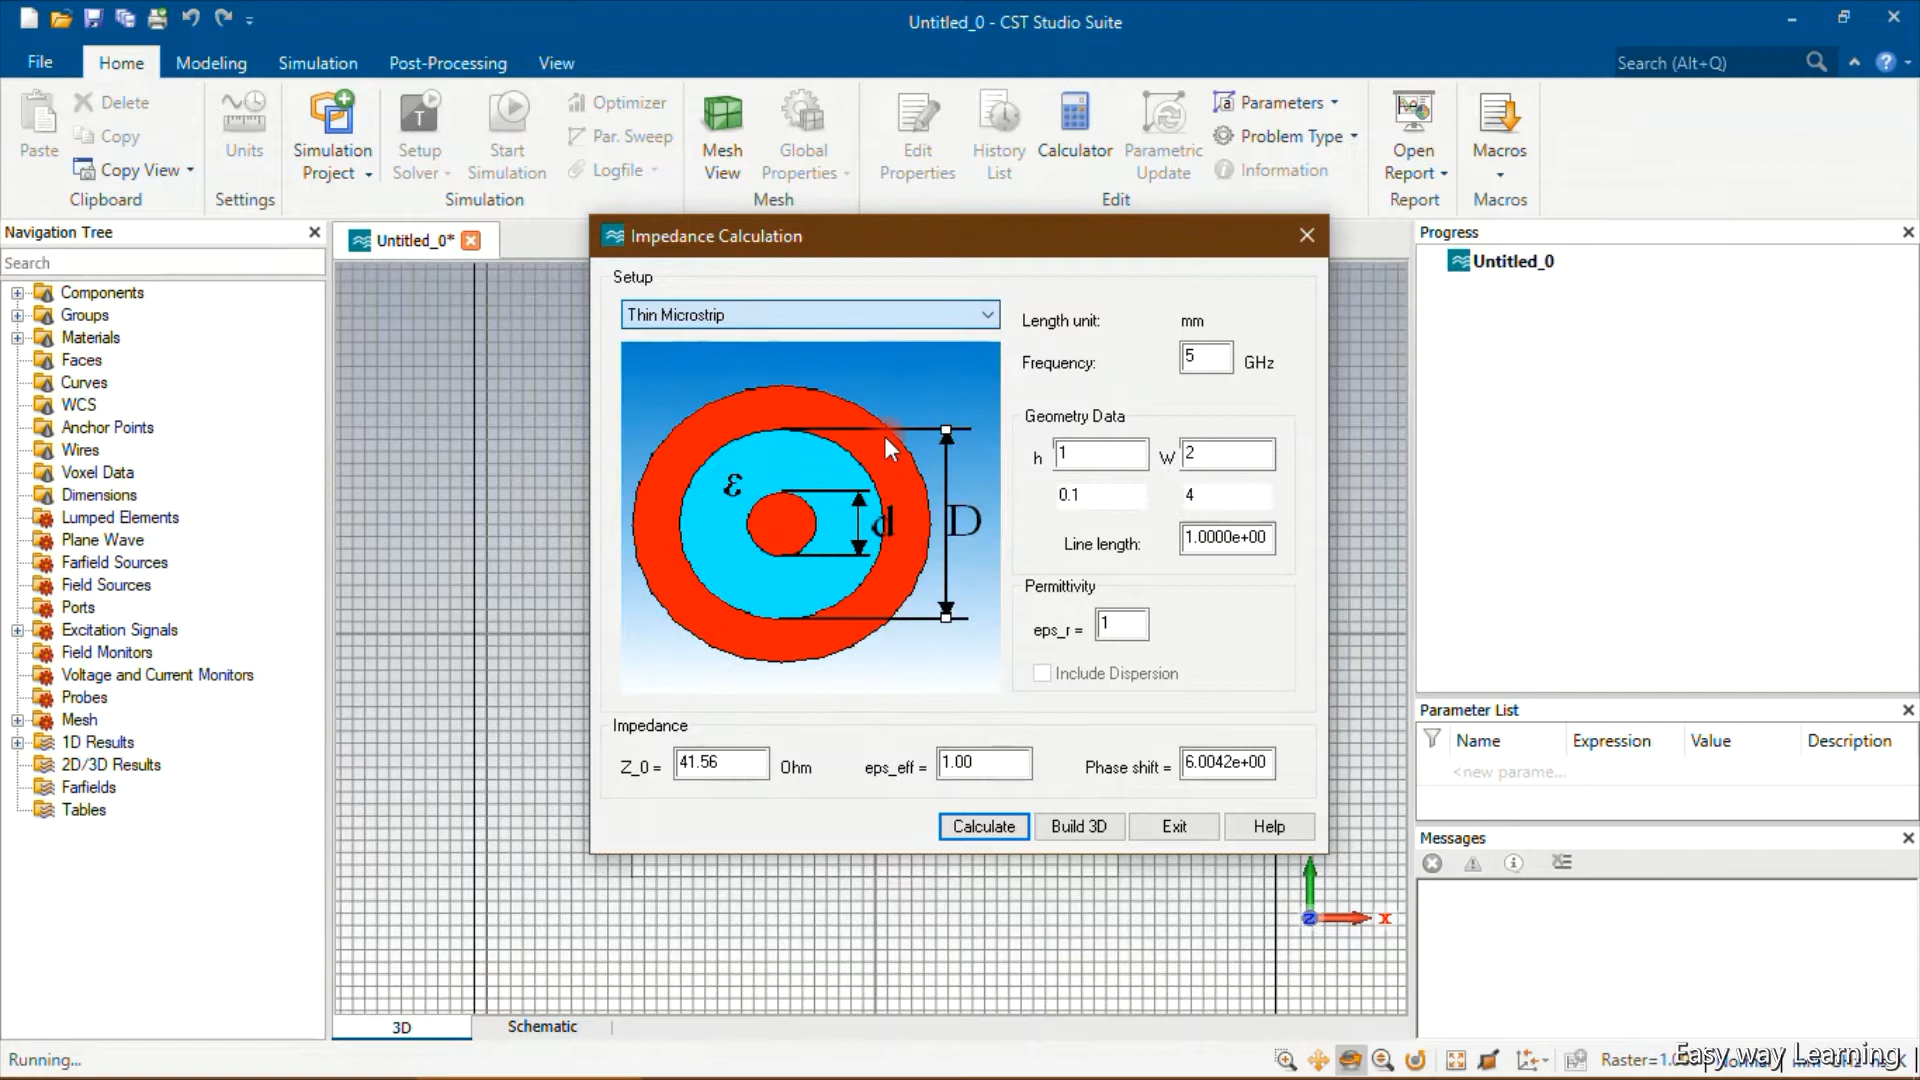 Untitled_0 - CST Studio Suite
File Home Modeling Simulation Post-Processing View
Search (Alt+Q)
Paste
Delete
Copy
Copy View
Clipboard
Units
Settings
Simulation Project
Setup Solver
Start Simulation
Optimizer
Par. Sweep
Logfile
Simulation
Mesh View
Global Properties
Mesh
Edit Properties
History List
Calculator
Parametric Update
Parameters
Problem Type
Information
Edit
Open Report
Report
Macros
Macros
Navigation Tree
Search
Components
Groups
Materials
Faces
Curves
WCS
Anchor Points
Wires
Voxel Data
Dimensions
Lumped Elements
Plane Wave
Farfield Sources
Field Sources
Ports
Excitation Signals
Field Monitors
Voltage and Current Monitors
Probes
Mesh
1D Results
2D/3D Results
Farfields
Tables
Untitled_0*
Impedance Calculation
Setup
Thin Microstrip
ε
d
D
Length unit: mm
Frequency: 5 GHz
Geometry Data
h 1 W 2
0.1 4
Line length: 1.0000e+00
Permittivity
eps_r = 1
Include Dispersion
Impedance
Z_0 = 41.56 Ohm eps_eff = 1.00 Phase shift = 6.0042e+00
Calculate Build 3D Exit Help
z x
3D Schematic
Progress
Untitled_0
Parameter List
Name Expression Value Description
<new parame...
Messages
Running...
Raster=1.
Easy way Learning